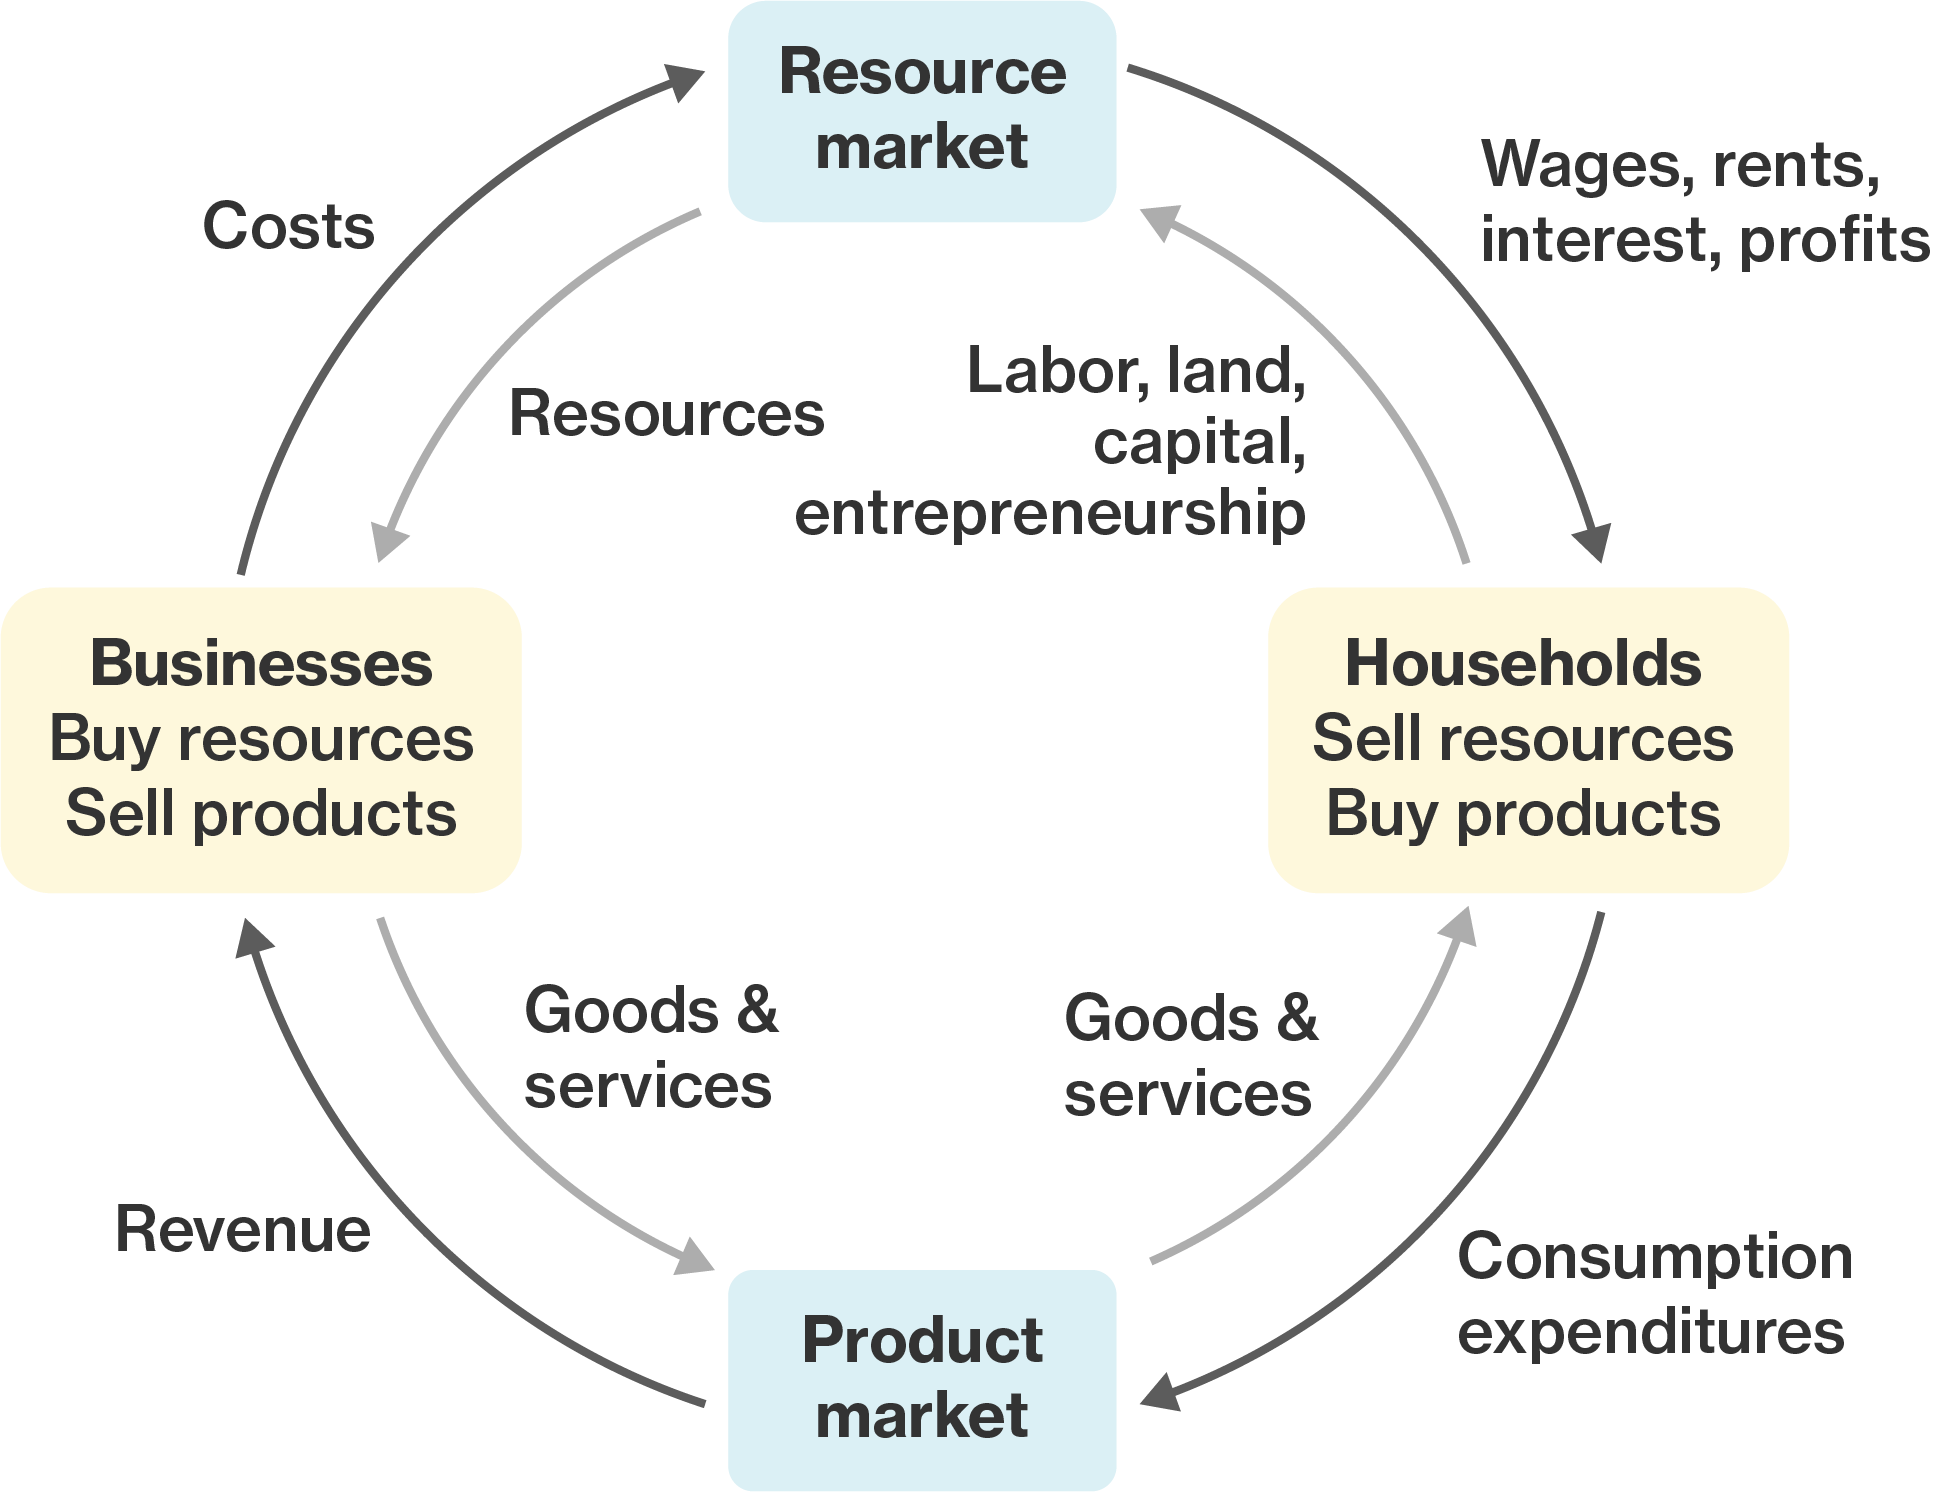 Resource
market
Costs
Wages, rents,
interest, profits
Resources
Labor, land,
capital,
entrepreneurship
Businesses
Buy resources
Sell products
Households
Sell resources
Buy products
Goods &
services
Goods &
services
Revenue
Consumption
expenditures
Product
market